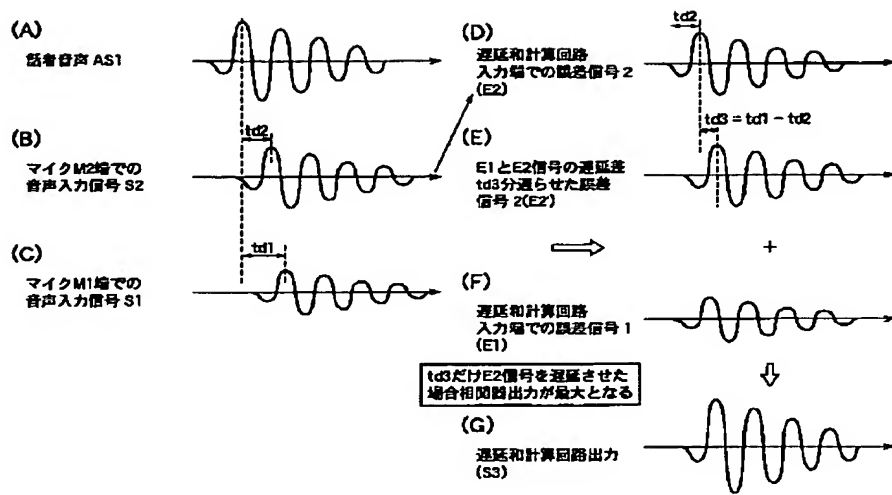 (A)
話者音声 AS1
(B)
td2
マイクM2端での
音声入力信号 S2
(C)
td1
マイクM1端での
音声入力信号 S1
(D)
td2
遅延和計算回路
入力端での誤差信号 2
(E2)
(E)
td3 = td1 - td2
E1とE2信号の遅延差
td3分遅らせた誤差
信号 2(E2')
+
(F)
遅延和計算回路
入力端での誤差信号 1
(E1)
td3だけE2信号を遅延させた
場合相関器出力が最大となる
(G)
遅延和計算回路出力
(S3)